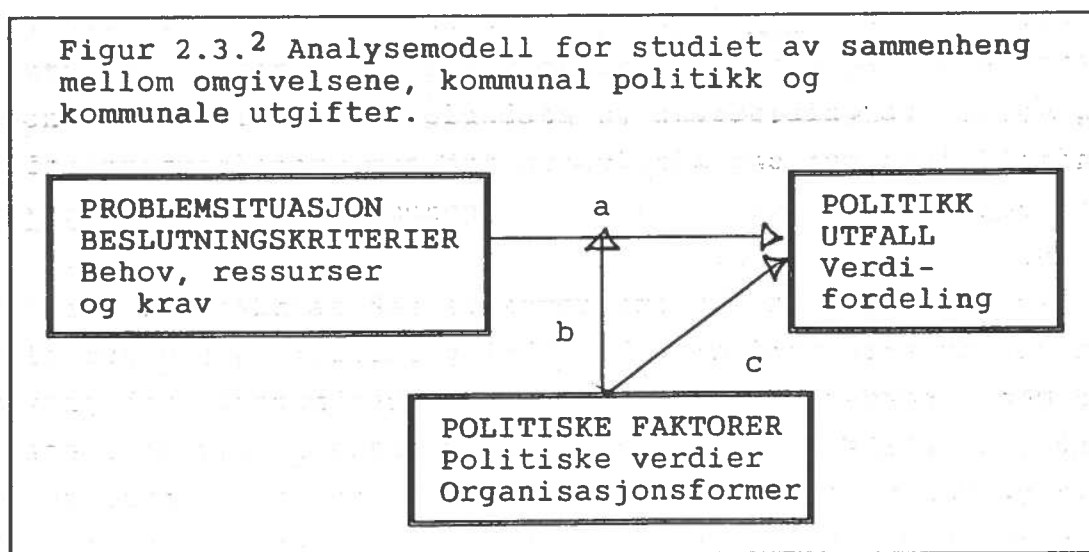 Figur 2.3.2 Analysemodell for studiet av sammenheng
mellom omgivelsene, kommunal politikk og
kommunale utgifter.
PROBLEMSITUASJON
BESLUTNINGSKRITERIER
Behov, ressurser
og krav
a
POLITIKK
UTFALL
Verdi-
fordeling
b
c
POLITISKE FAKTORER
Politiske verdier
Organisasjonsformer